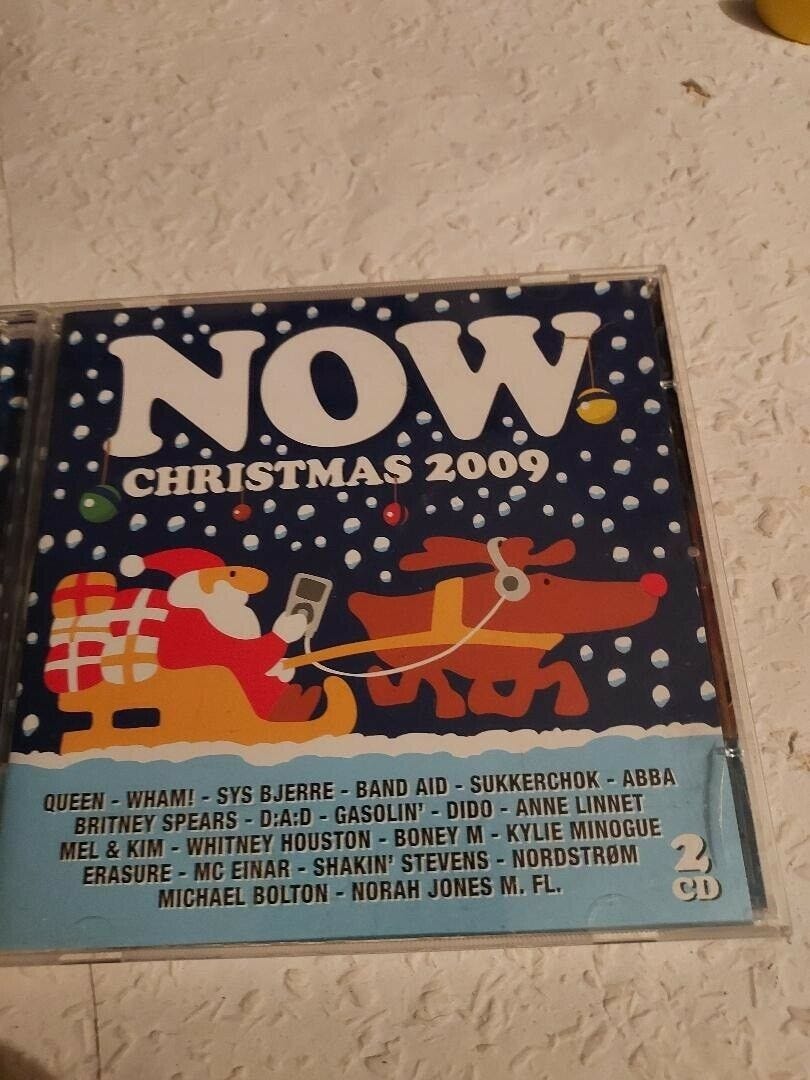 NOW
CHRISTMAS 2009
QUEEN - WHAM! - SYS BJERRE - BAND AID - SUKKERCHOK - ABBA
BRITNEY SPEARS - D:A:D - GASOLIN' - DIDO - ANNE LINNET
MEL & KIM - WHITNEY HOUSTON - BONEY M - KYLIE MINOGUE
ERASURE - MC EINAR - SHAKIN' STEVENS - NORDSTRØM
MICHAEL BOLTON - NORAH JONES M. FL.
2
CD